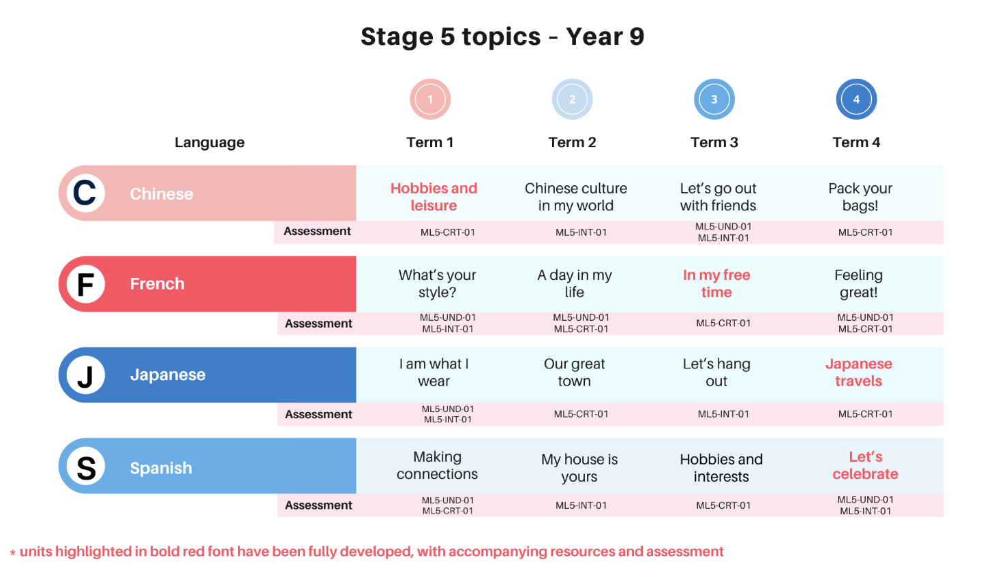 Stage 5 topics – Year 9
1 2 3 4
Language Term 1 Term 2 Term 3 Term 4
C Chinese
Hobbies and
leisure
Chinese culture
in my world
Let’s go out
with friends
Pack your
bags!
Assessment
ML5-CRT-01
ML5-INT-01
ML5-UND-01
ML5-INT-01
ML5-CRT-01
F French
What’s your
style?
A day in my
life
In my free
time
Feeling
great!
Assessment
ML5-UND-01
ML5-INT-01
ML5-UND-01
ML5-CRT-01
ML5-CRT-01
ML5-UND-01
ML5-CRT-01
J Japanese
I am what I
wear
Our great
town
Let’s hang
out
Japanese
travels
Assessment
ML5-UND-01
ML5-INT-01
ML5-CRT-01
ML5-INT-01
ML5-CRT-01
S Spanish
Making
connections
My house is
yours
Hobbies and
interests
Let’s
celebrate
Assessment
ML5-UND-01
ML5-CRT-01
ML5-INT-01
ML5-CRT-01
ML5-UND-01
ML5-INT-01
* units highlighted in bold red font have been fully developed, with accompanying resources and assessment